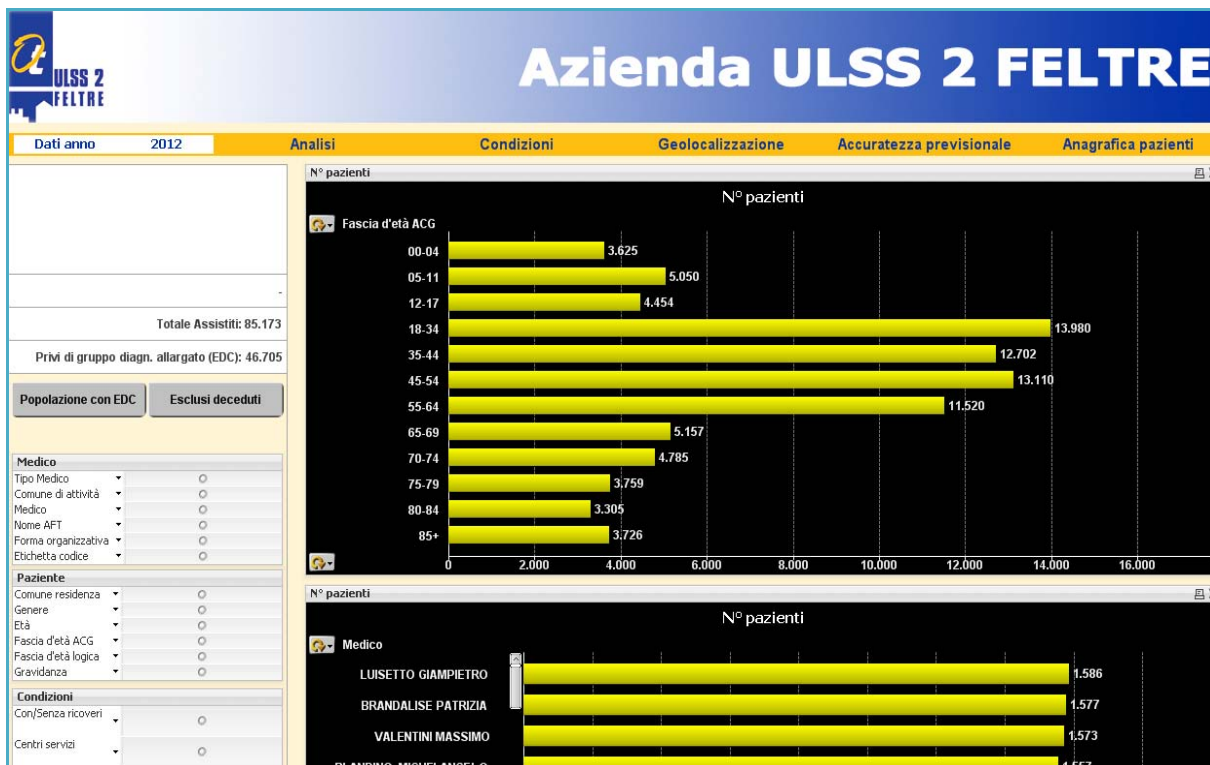 ULSS 2
FELTRE
Azienda ULSS 2 FELTRE
Dati anno 2012 Analisi Condizioni Geolocalizzazione Accuratezza previsionale Anagrafica pazienti
-
Totale Assistiti: 85.173
Privi di gruppo diagn. allargato (EDC): 46.705
Popolazione con EDC Esclusi deceduti
Medico
Tipo Medico
Comune di attività
Medico
Nome AFT
Forma organizzativa
Etichetta codice
Paziente
Comune residenza
Genere
Età
Fascia d'età ACG
Fascia d'età logica
Gravidanza
Condizioni
Con/Senza ricoveri
Centri servizi
N° pazienti
N° pazienti
Fascia d'età ACG
00-04 3.625
05-11 5.050
12-17 4.454
18-34 13.980
35-44 12.702
45-54 13.110
55-64 11.520
65-69 5.157
70-74 4.785
75-79 3.759
80-84 3.305
85+ 3.726
0 2.000 4.000 6.000 8.000 10.000 12.000 14.000 16.000
N° pazienti
N° pazienti
Medico
LUISETTO GIAMPIETRO 1.586
BRANDALISE PATRIZIA 1.577
VALENTINI MASSIMO 1.573